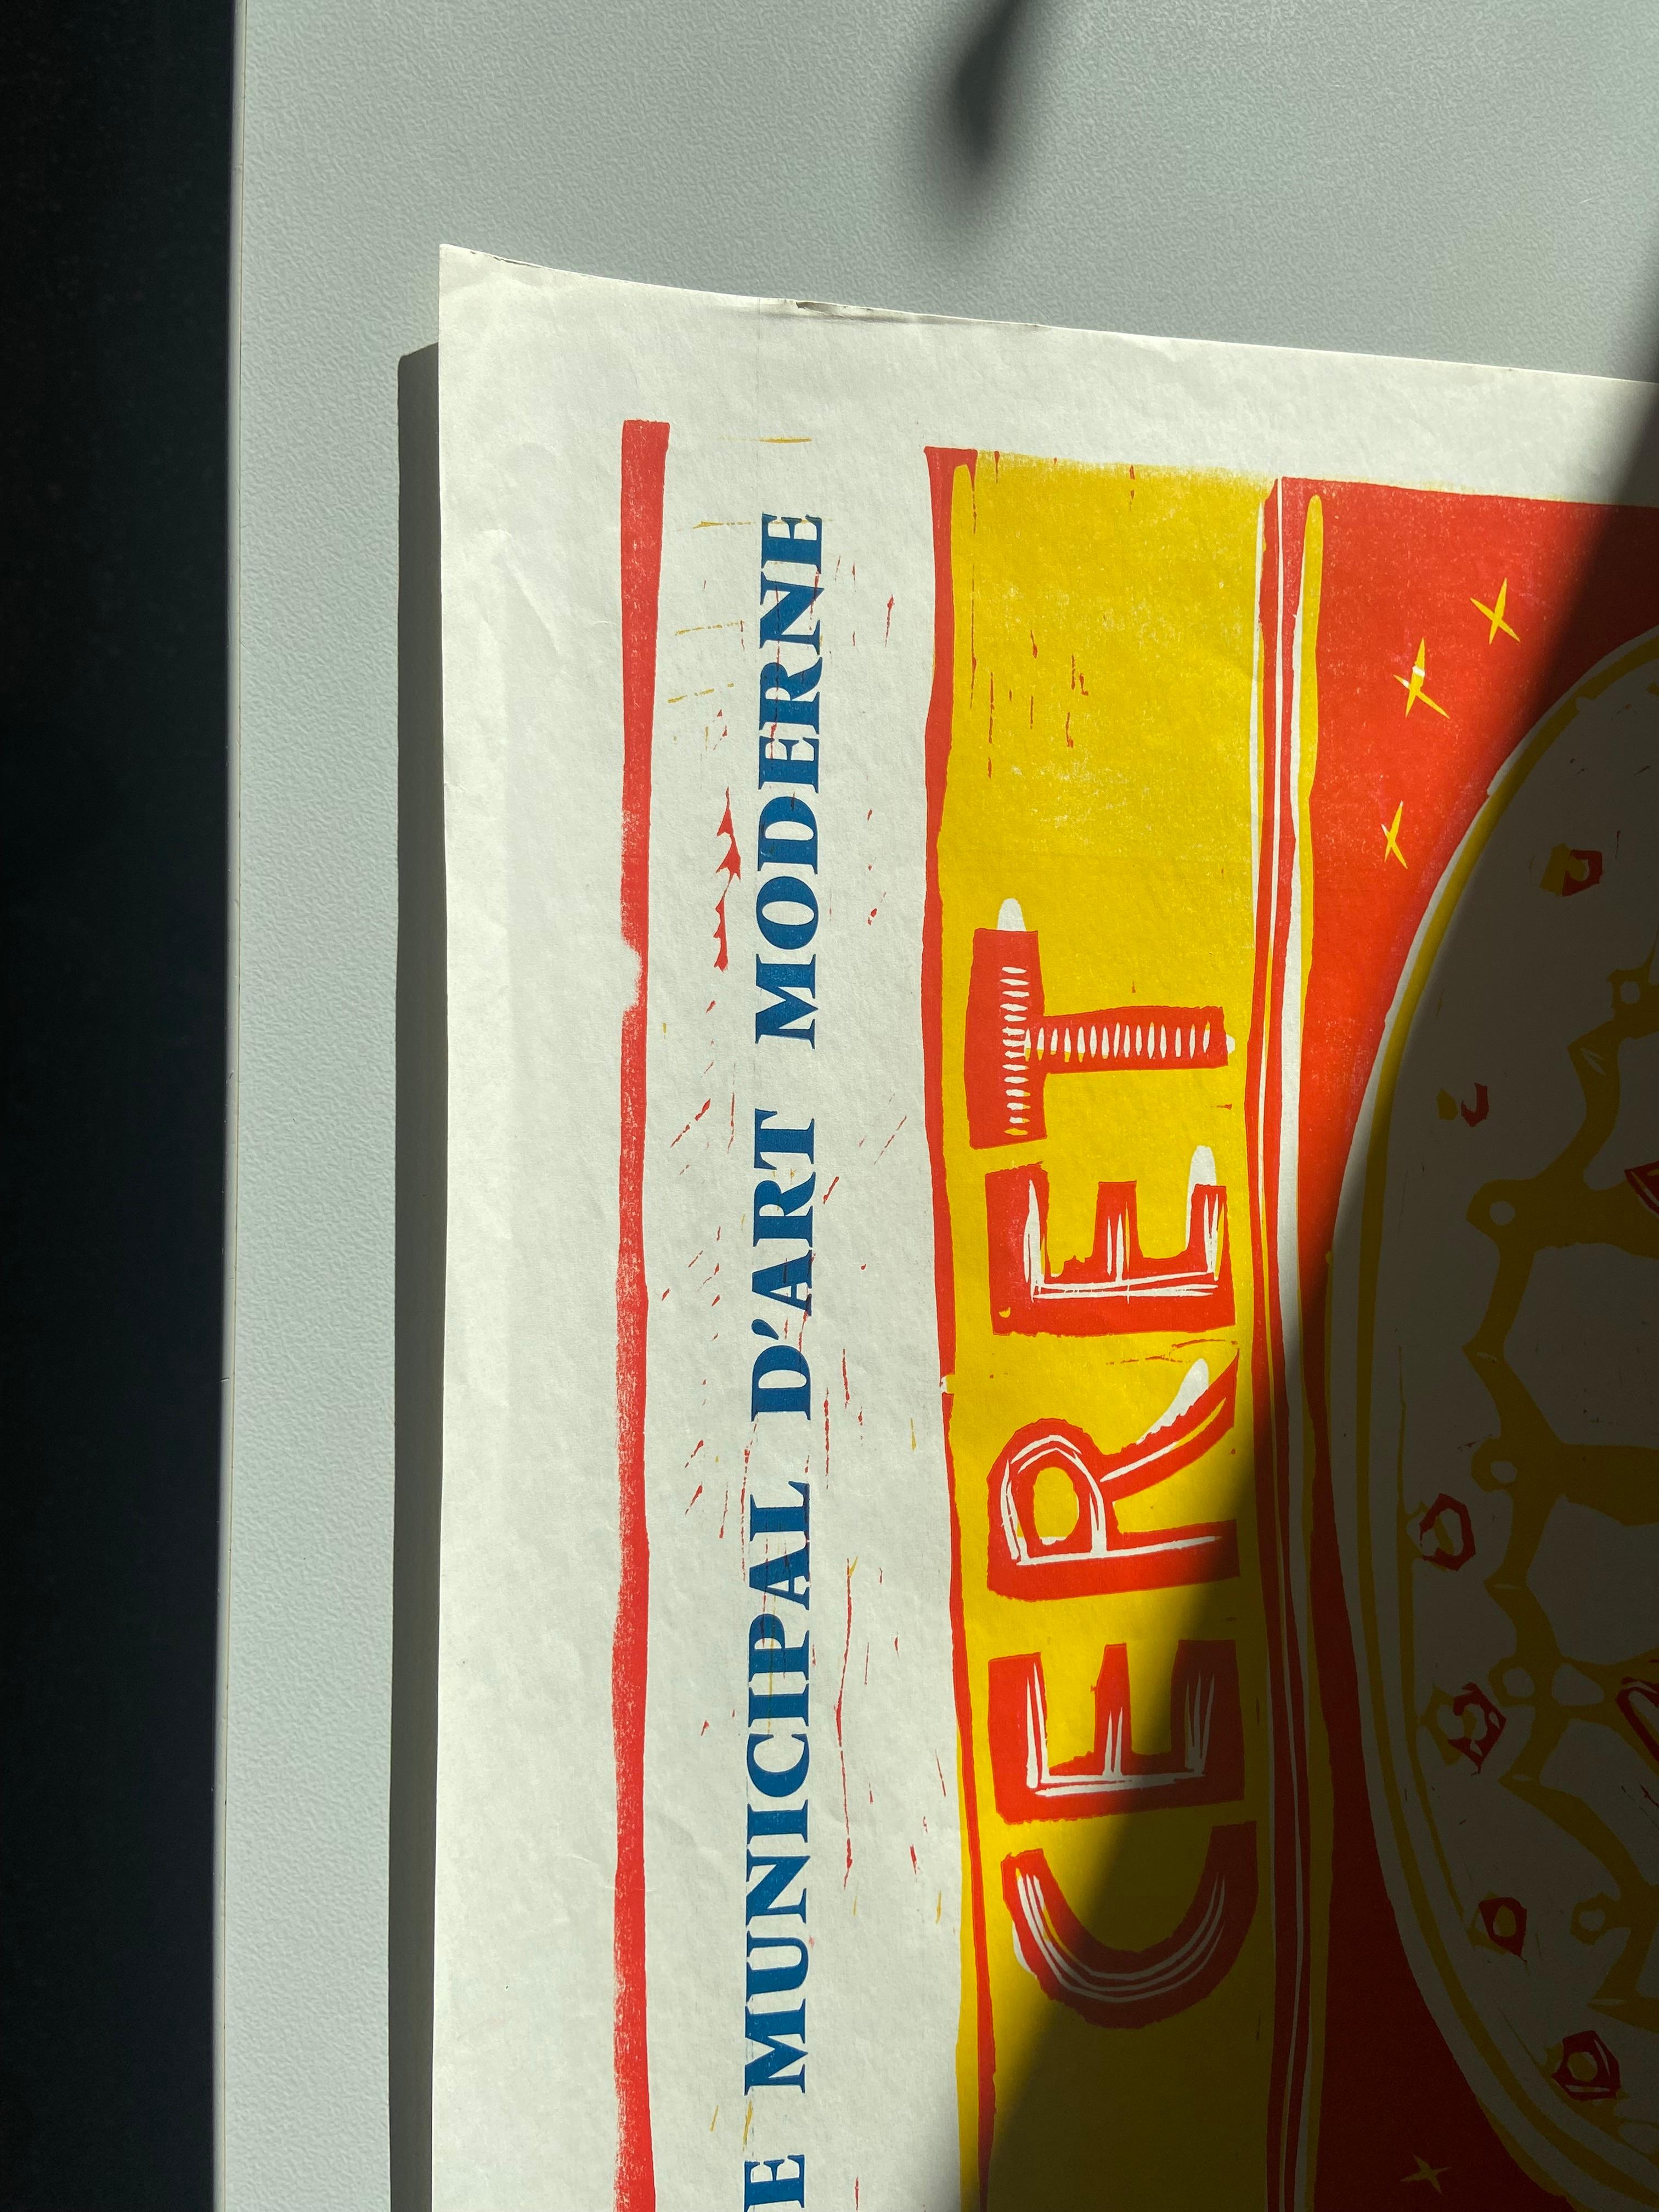 E MUNICIPAL D'ART MODERNE
CERET